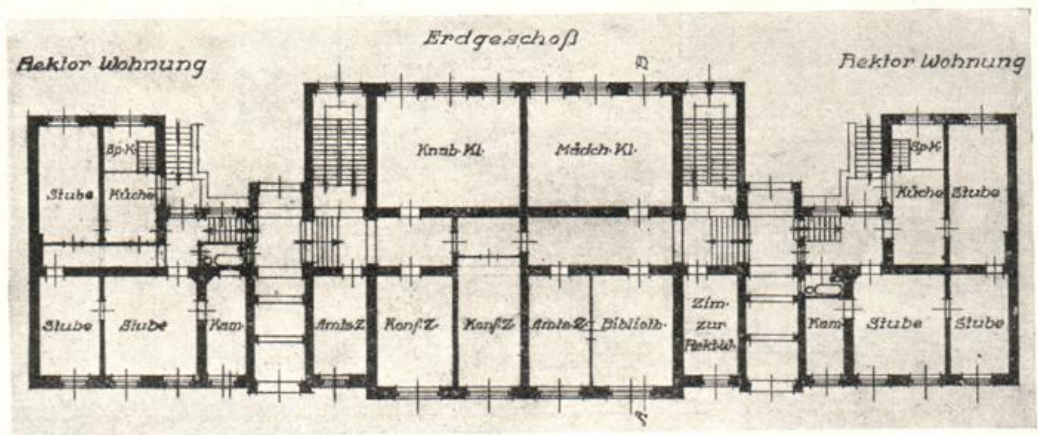 Erdgeschoß
Rektor Wohnung
Rektor Wohnung
B
Sp. K.
Knab. Kl.
Mädch. Kl.
Sp. K.
Stube
Küche
Küche
Stube
Stube
Stube
Kam.
Amts Z.
Konf. Z.
Konf. Z.
Amts Z.
Biblioth.
Zim.
zur
Rekt. W.
Kam.
Stube
Stube
A